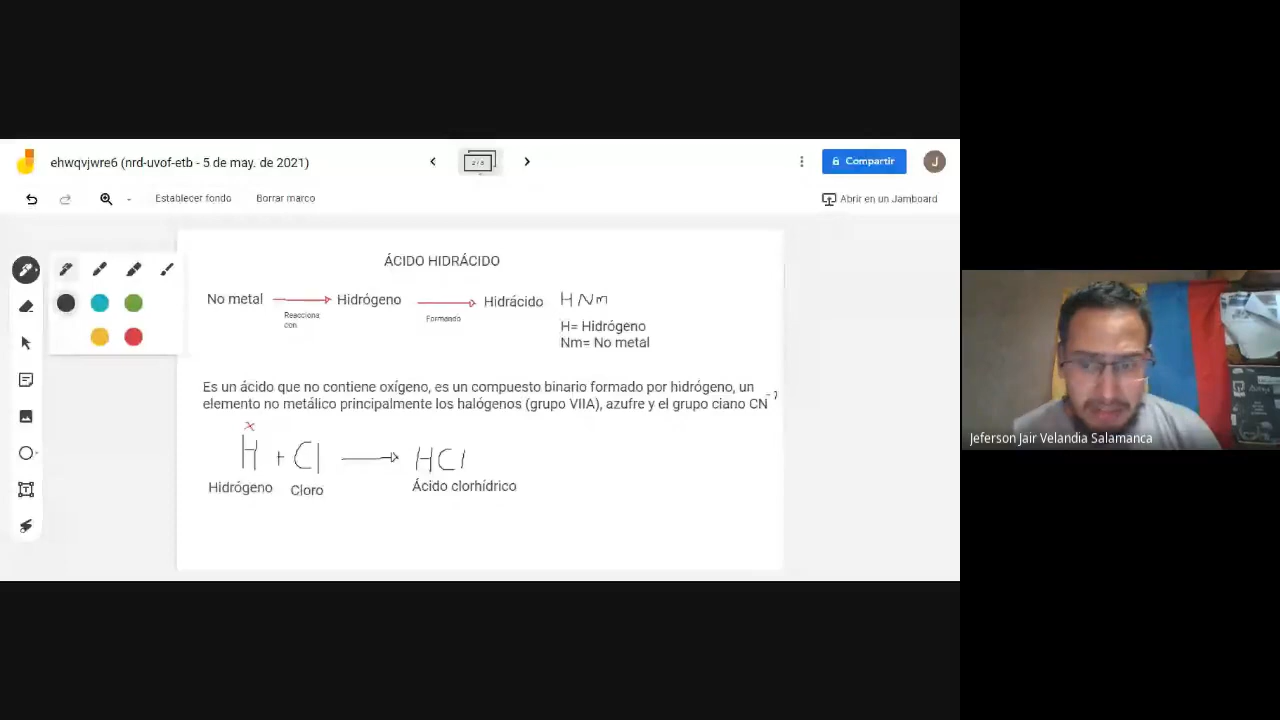 ehwqvjwre6 (nrd-uvof-etb - 5 de may. de 2021)
2 / 5
Compartir
J
Establecer fondo
Borrar marco
Abrir en un Jamboard
ÁCIDO HIDRÁCIDO
No metal → Hidrógeno → Hidrácido H Nm
Reacciona con
Formando
H= Hidrógeno
Nm= No metal
Es un ácido que no contiene oxígeno, es un compuesto binario formado por hidrógeno, un
elemento no metálico principalmente los halógenos (grupo VIIA), azufre y el grupo ciano CN⁻¹
x
H + Cl → HCl
Hidrógeno Cloro Ácido clorhídrico
Jeferson Jair Velandia Salamanca